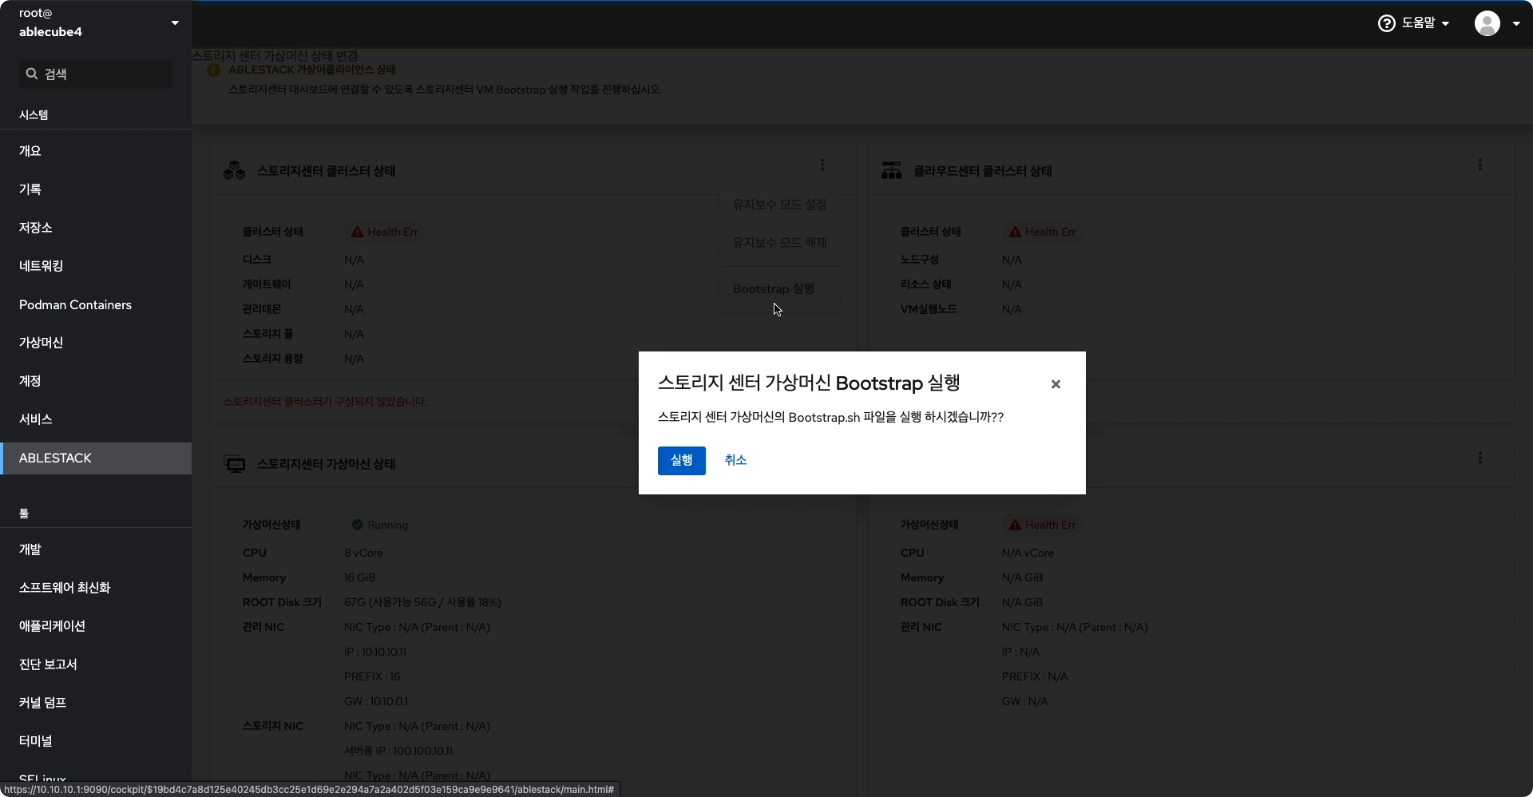 root@
ablecube4
도움말
검색
시스템
개요
기록
저장소
네트워킹
Podman Containers
가상머신
계정
서비스
ABLESTACK
툴
개발
소프트웨어 최신화
애플리케이션
진단 보고서
커널 덤프
터미널
SELinux
스토리지 센터 가상머신 상태 변경
ABLESTACK 가상어플라이언스 상태
스토리지센터 대시보드에 연결할 수 있도록 스토리지센터 VM Bootstrap 실행 작업을 진행하십시오.
스토리지센터 클러스터 상태
유지보수 모드 설정
유지보수 모드 해제
Bootstrap 실행
클러스터 상태 Health Err
디스크 N/A
게이트웨이 N/A
관리데몬 N/A
스토리지 풀 N/A
스토리지 용량 N/A
스토리지센터 클러스터가 구성되지 않았습니다.
클라우드센터 클러스터 상태
클러스터 상태 Health Err
노드구성 N/A
리소스 상태 N/A
VM실행노드 N/A
스토리지 센터 가상머신 Bootstrap 실행
스토리지 센터 가상머신의 Bootstrap.sh 파일을 실행 하시겠습니까??
실행 취소
스토리지센터 가상머신 상태
가상머신상태 Running
CPU 8 vCore
Memory 16 GiB
ROOT Disk 크기 67G (사용가능 56G / 사용률 18%)
관리 NIC NIC Type : N/A (Parent : N/A)
IP : 10.10.10.11
PREFIX : 16
GW : 10.10.0.1
스토리지 NIC NIC Type : N/A (Parent : N/A)
서버용 IP : 100.100.10.11
NIC Type : N/A (Parent : N/A)
가상머신상태 Health Err
CPU N/A vCore
Memory N/A GiB
ROOT Disk 크기 N/A GiB
관리 NIC NIC Type : N/A (Parent : N/A)
IP : N/A
PREFIX : N/A
GW : N/A
https://10.10.10.1:9090/cockpit/$19bd4c7a8d125e40245db3cc25e1d69e2e294a7a2a402d5f03e159ca9e9e9641/ablestack/main.html#